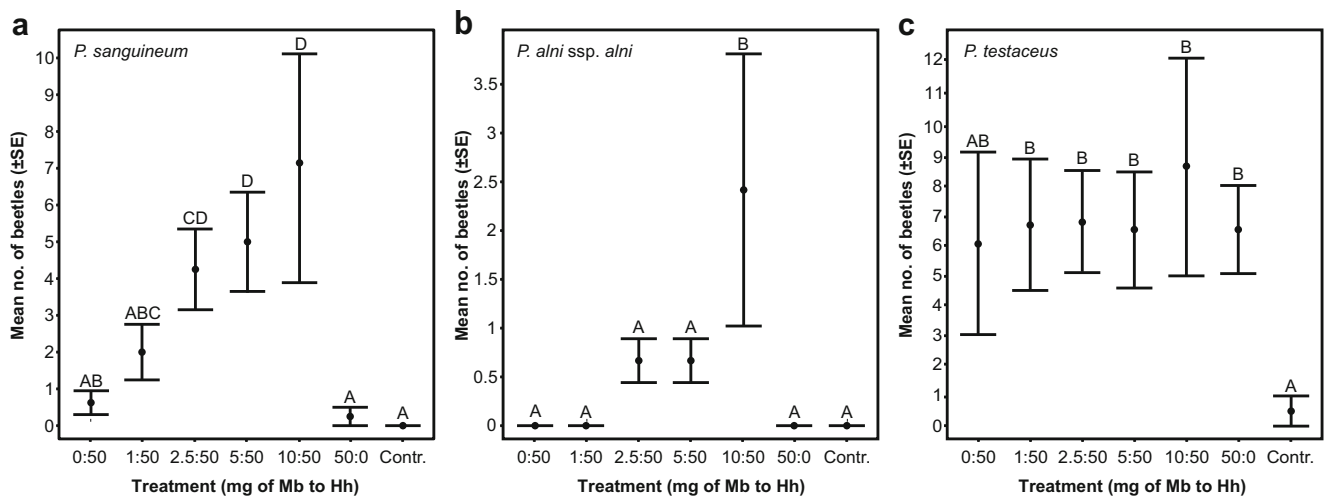 a
P. sanguineum
Mean no. of beetles (±SE)
10
9
8
7
6
5
4
3
2
1
0
AB
ABC
CD
D
D
A
A
0:50 1:50 2.5:50 5:50 10:50 50:0 Contr.
Treatment (mg of Mb to Hh)
b
P. alni ssp. alni
Mean no. of beetles (±SE)
3.5
3
2.5
2
1.5
1
0.5
0
A
A
A
A
B
A
A
0:50 1:50 2.5:50 5:50 10:50 50:0 Contr.
Treatment (mg of Mb to Hh)
c
P. testaceus
Mean no. of beetles (±SE)
12
11
10
9
8
7
6
5
4
3
2
1
0
AB
B
B
B
B
B
A
0:50 1:50 2.5:50 5:50 10:50 50:0 Contr.
Treatment (mg of Mb to Hh)